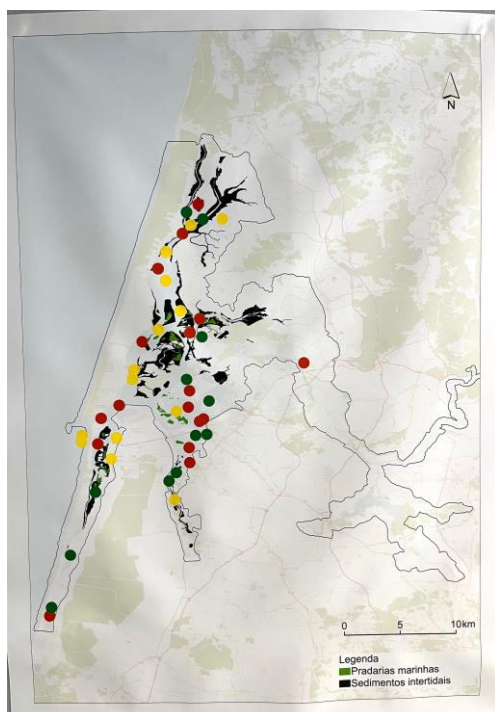 N
0 5 10km
Legenda
Pradarias marinhas
Sedimentos intertidais